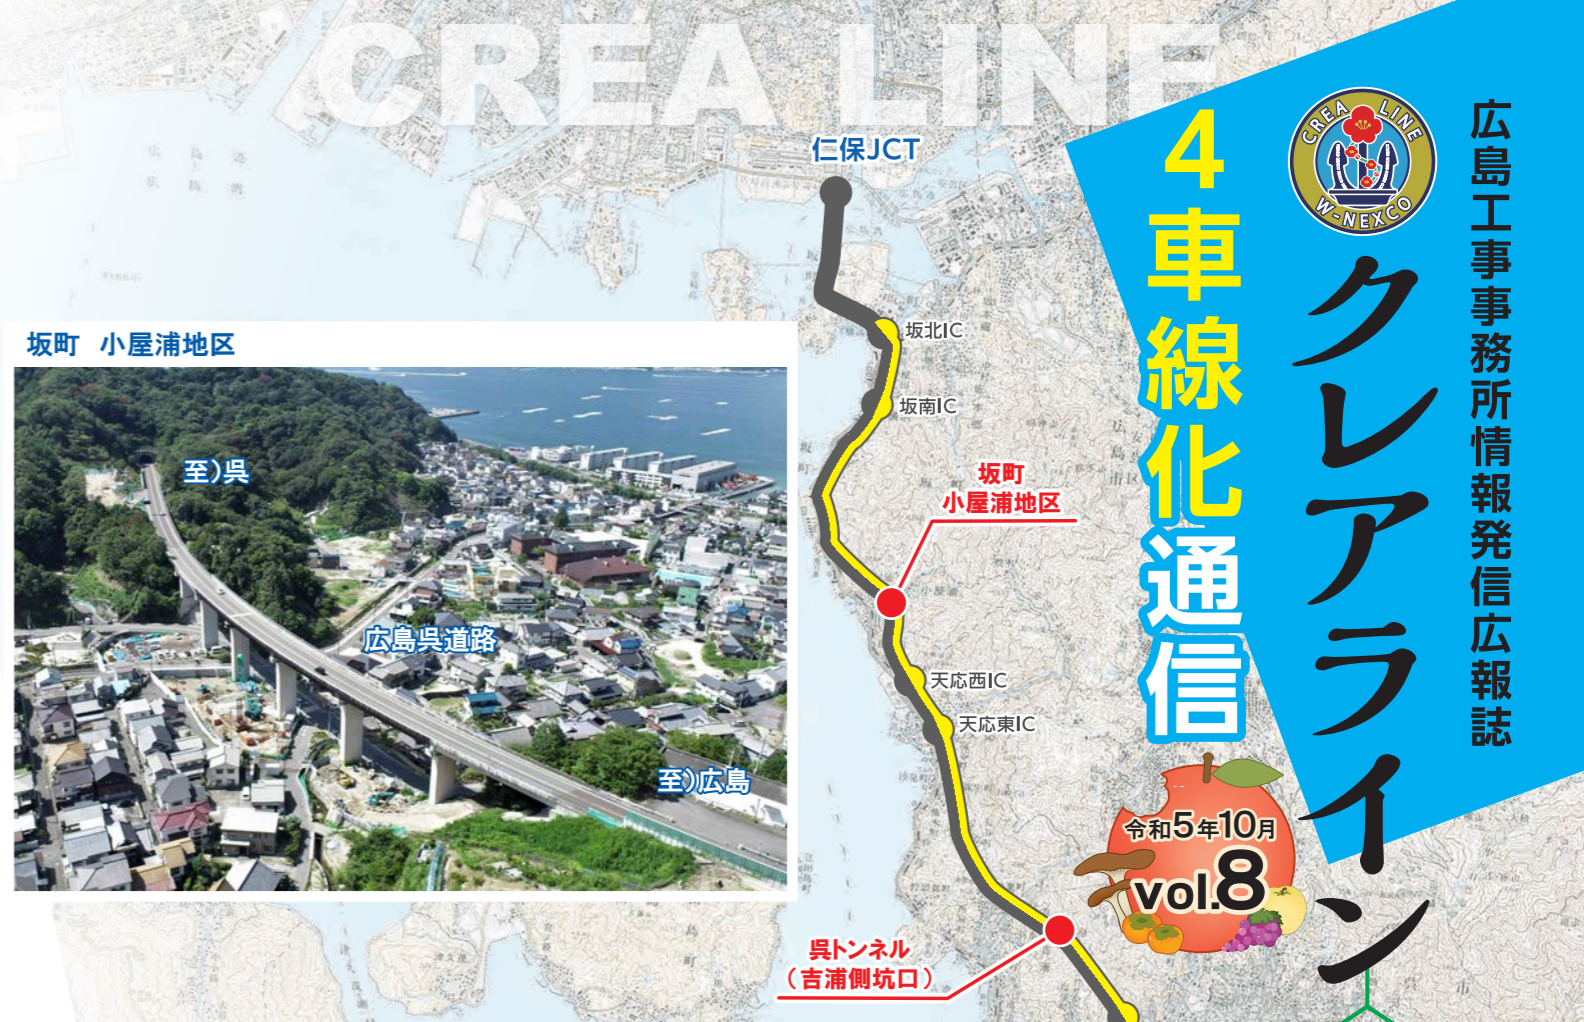 CREA LINE
広島工事事務所情報発信広報誌
CREA LINE
W-NEXCO
クレアライン
4車線化通信
令和5年10月
vol.8
仁保JCT
坂北IC
坂南IC
坂町
小屋浦地区
天応西IC
天応東IC
呉トンネル
（吉浦側坑口）
坂町 小屋浦地区
至)呉
広島呉道路
至)広島